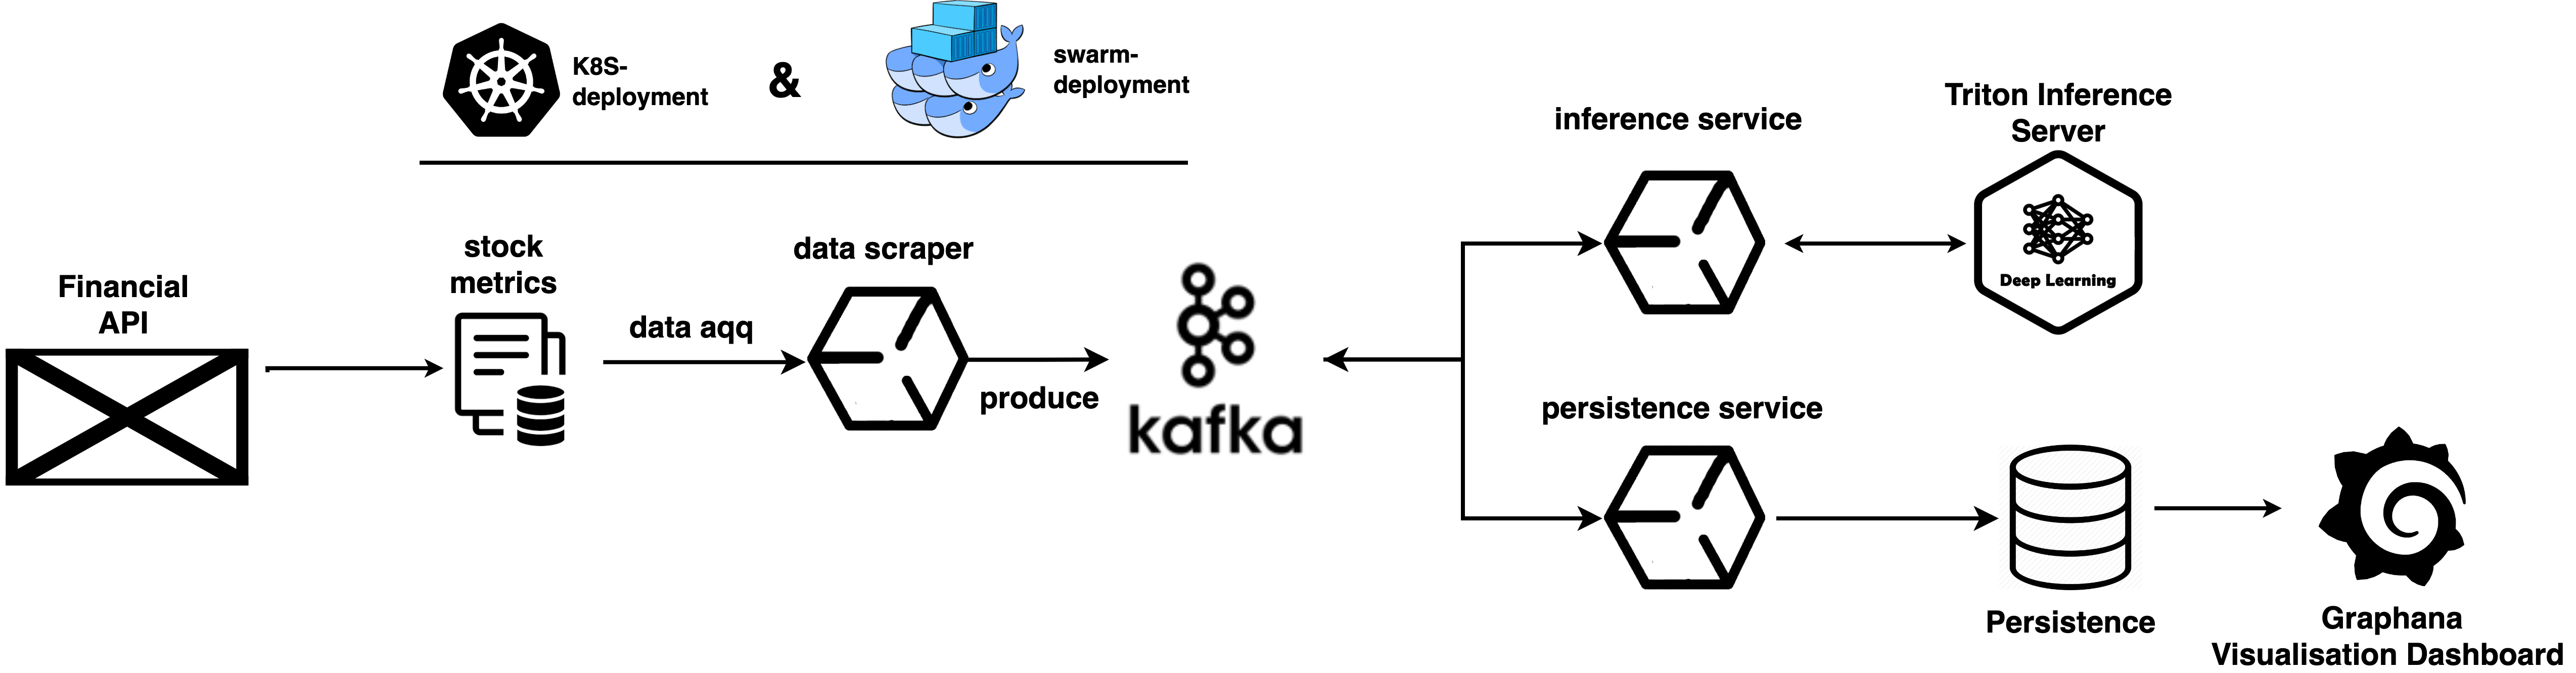 K8S-
deployment
&
swarm-
deployment
Financial
API
stock
metrics
data aqq
data scraper
produce
kafka
inference service
Triton Inference
Server
Deep Learning
persistence service
Persistence
Graphana
Visualisation Dashboard